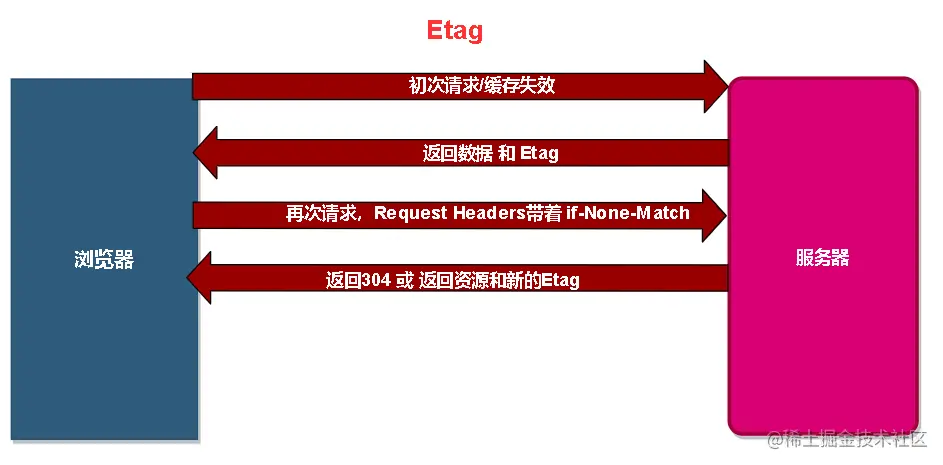 Etag
初次请求/缓存失效
返回数据 和 Etag
再次请求，Request Headers带着 if-None-Match
浏览器
服务器
返回304 或 返回资源和新的Etag
@稀土掘金技术社区